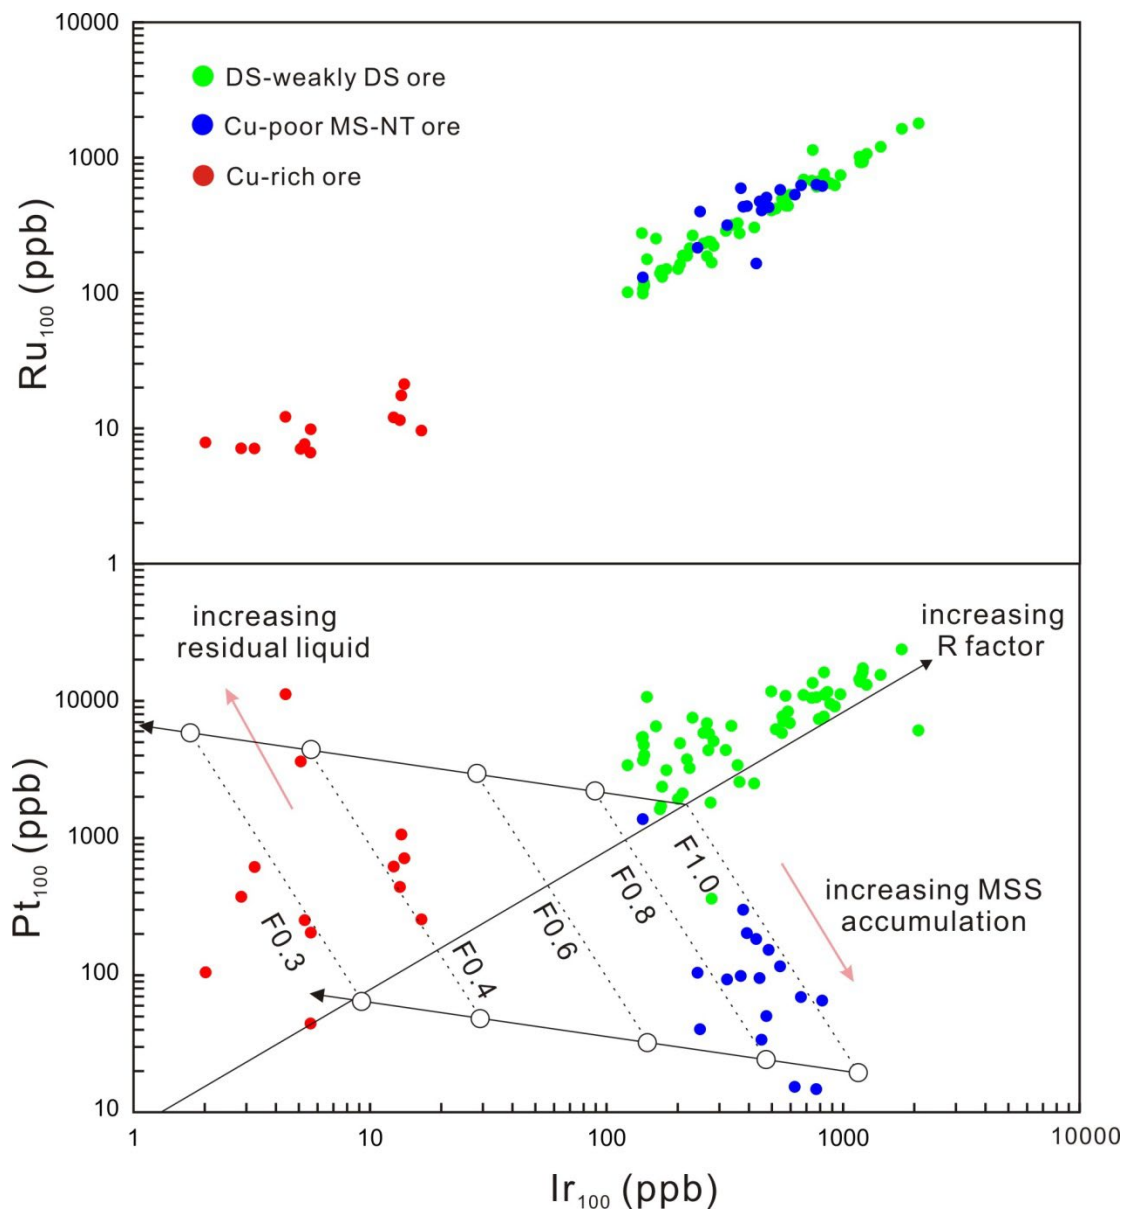 10000
DS-weakly DS ore
Cu-poor MS-NT ore
1000
Cu-rich ore
Ru100 (ppb)
100
10
1
increasing
residual liquid
increasing
R factor
10000
Pt100 (ppb)
1000
F1.0
F0.8
F0.6
F0.4
F0.3
increasing MSS
accumulation
100
10
1
10
100
1000
10000
Ir100 (ppb)